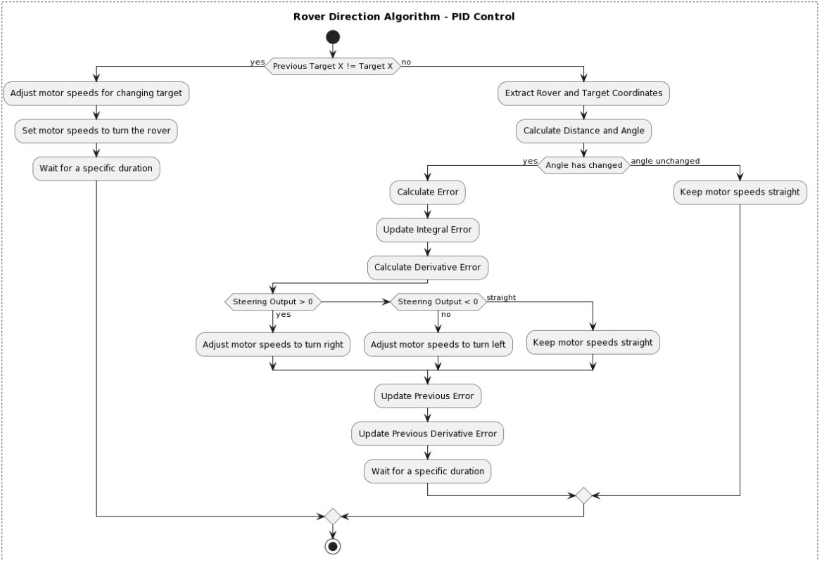 Rover Direction Algorithm - PID Control
yes
Previous Target X != Target X
no
Adjust motor speeds for changing target
Set motor speeds to turn the rover
Wait for a specific duration
Extract Rover and Target Coordinates
Calculate Distance and Angle
yes
Angle has changed
angle unchanged
Calculate Error
Update Integral Error
Calculate Derivative Error
Keep motor speeds straight
Steering Output > 0
yes
Adjust motor speeds to turn right
Steering Output < 0
no
Adjust motor speeds to turn left
straight
Keep motor speeds straight
Update Previous Error
Update Previous Derivative Error
Wait for a specific duration